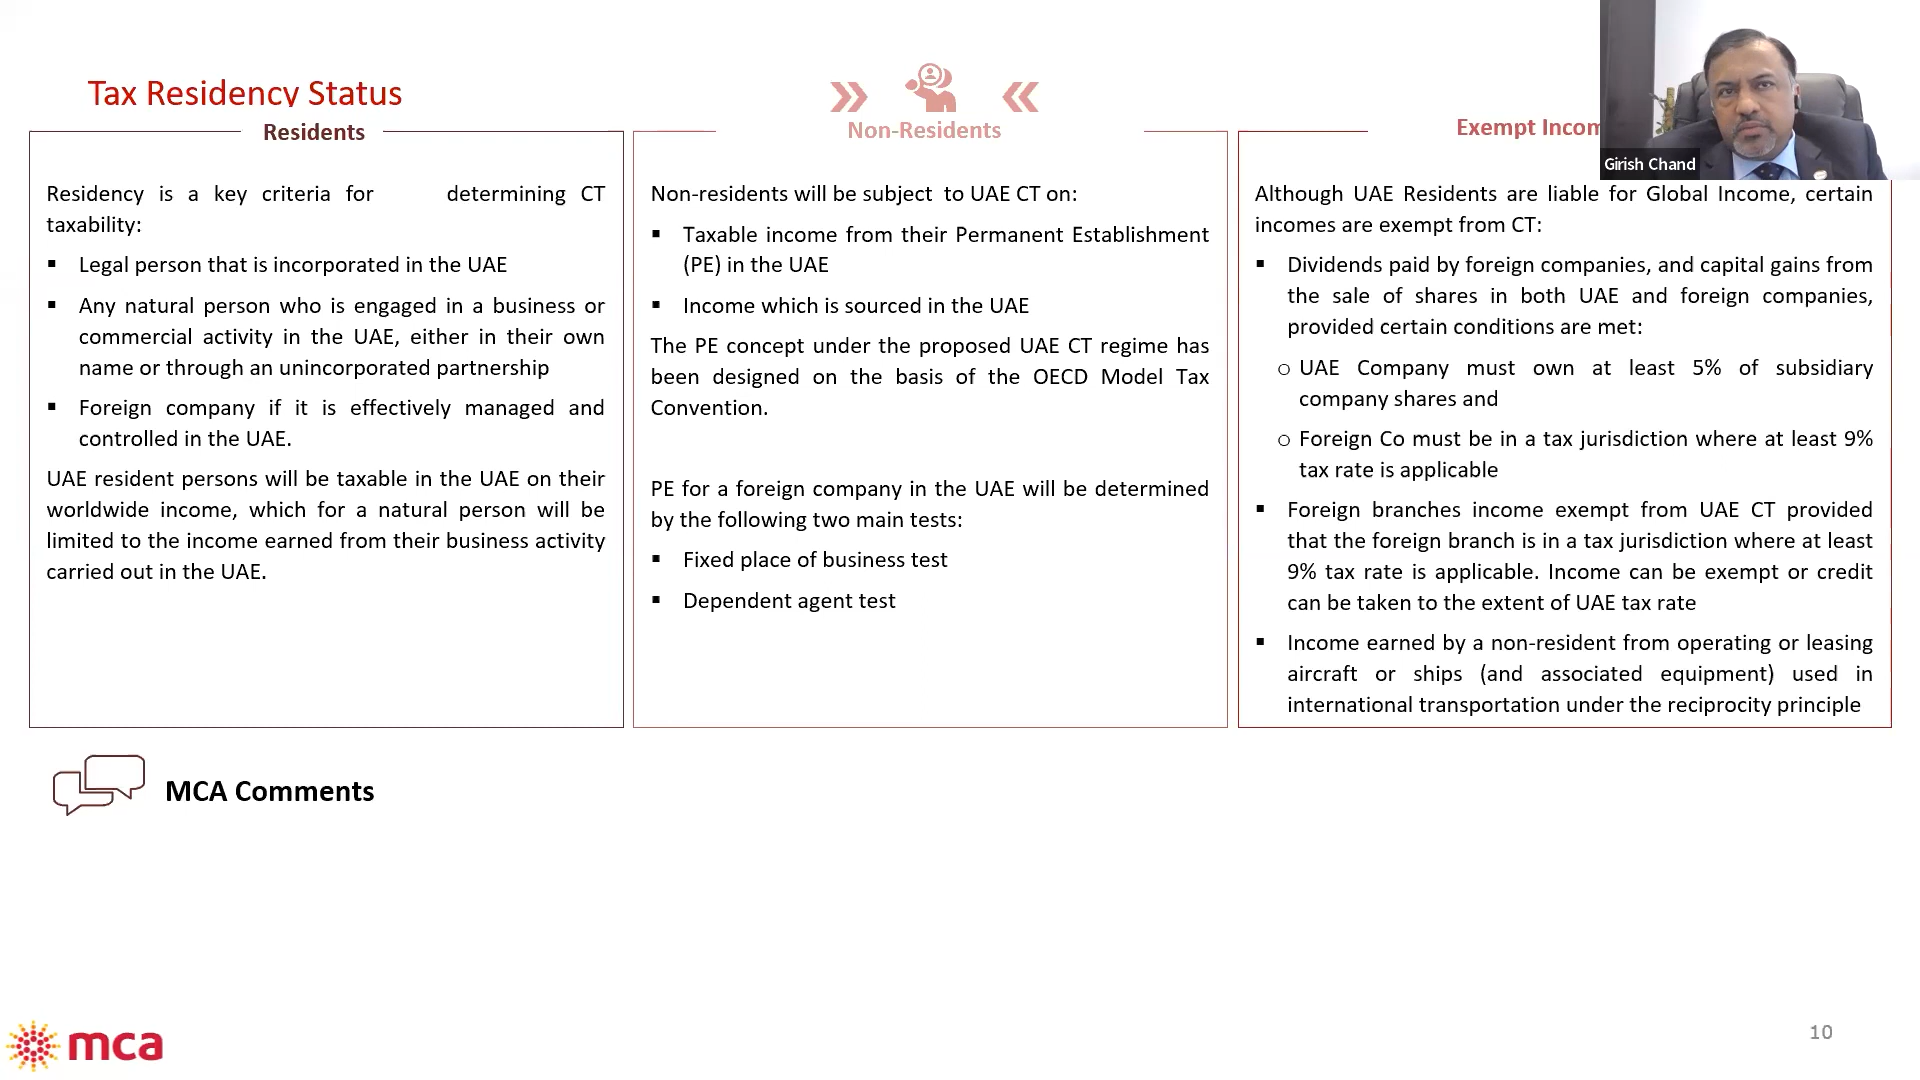 Tax Residency Status
Residents
Residency is a key criteria for determining CT
taxability:
▪ Legal person that is incorporated in the UAE
▪ Any natural person who is engaged in a business or
commercial activity in the UAE, either in their own
name or through an unincorporated partnership
▪ Foreign company if it is effectively managed and
controlled in the UAE.
UAE resident persons will be taxable in the UAE on their
worldwide income, which for a natural person will be
limited to the income earned from their business activity
carried out in the UAE.
Non-Residents
Non-residents will be subject to UAE CT on:
▪ Taxable income from their Permanent Establishment
(PE) in the UAE
▪ Income which is sourced in the UAE
The PE concept under the proposed UAE CT regime has
been designed on the basis of the OECD Model Tax
Convention.
PE for a foreign company in the UAE will be determined
by the following two main tests:
▪ Fixed place of business test
▪ Dependent agent test
Exempt Incom
Girish Chand
Although UAE Residents are liable for Global Income, certain
incomes are exempt from CT:
▪ Dividends paid by foreign companies, and capital gains from
the sale of shares in both UAE and foreign companies,
provided certain conditions are met:
o UAE Company must own at least 5% of subsidiary
company shares and
o Foreign Co must be in a tax jurisdiction where at least 9%
tax rate is applicable
▪ Foreign branches income exempt from UAE CT provided
that the foreign branch is in a tax jurisdiction where at least
9% tax rate is applicable. Income can be exempt or credit
can be taken to the extent of UAE tax rate
▪ Income earned by a non-resident from operating or leasing
aircraft or ships (and associated equipment) used in
international transportation under the reciprocity principle
MCA Comments
mca
10